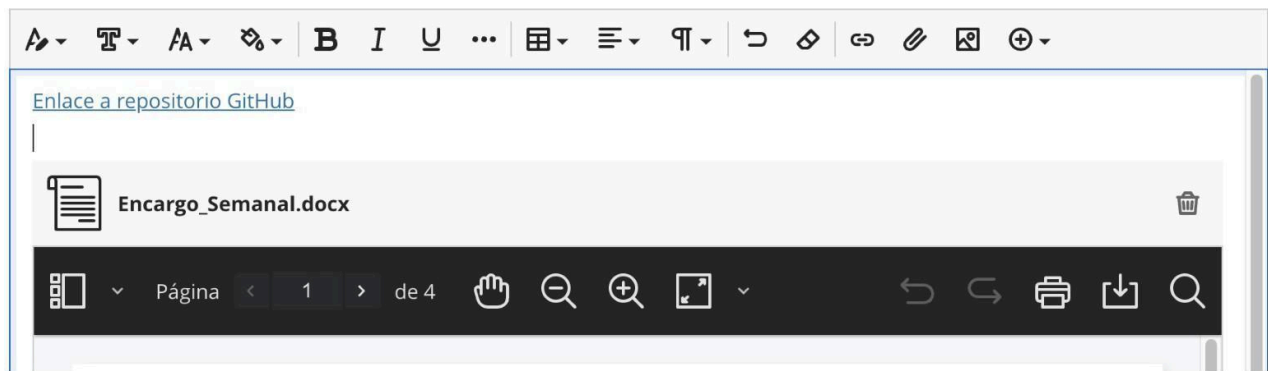 Enlace a repositorio GitHub
Encargo_Semanal.docx
Página 1 de 4